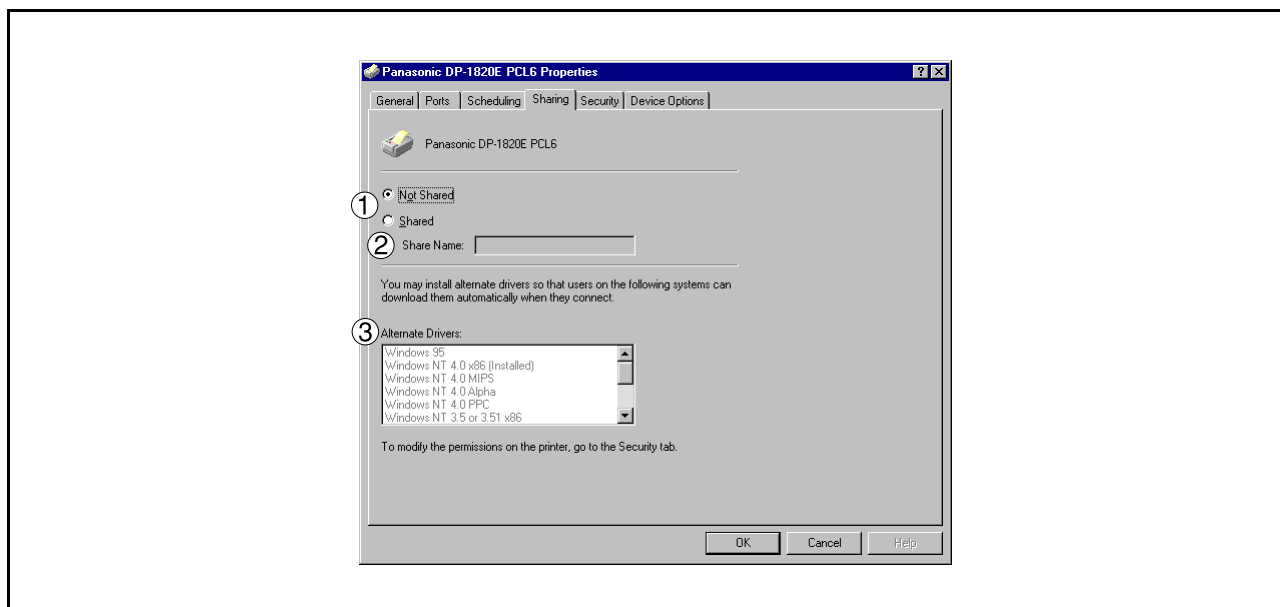 Panasonic DP-1820E PCL6 Properties
General Ports Scheduling Sharing Security Device Options
Panasonic DP-1820E PCL6
① Not Shared
Shared
② Share Name:
You may install alternate drivers so that users on the following systems can
download them automatically when they connect.
③ Alternate Drivers:
Windows 95
Windows NT 4.0 x86 (Installed)
Windows NT 4.0 MIPS
Windows NT 4.0 Alpha
Windows NT 4.0 PPC
Windows NT 3.5 or 3.51 x86
To modify the permissions on the printer, go to the Security tab.
OK Cancel Help